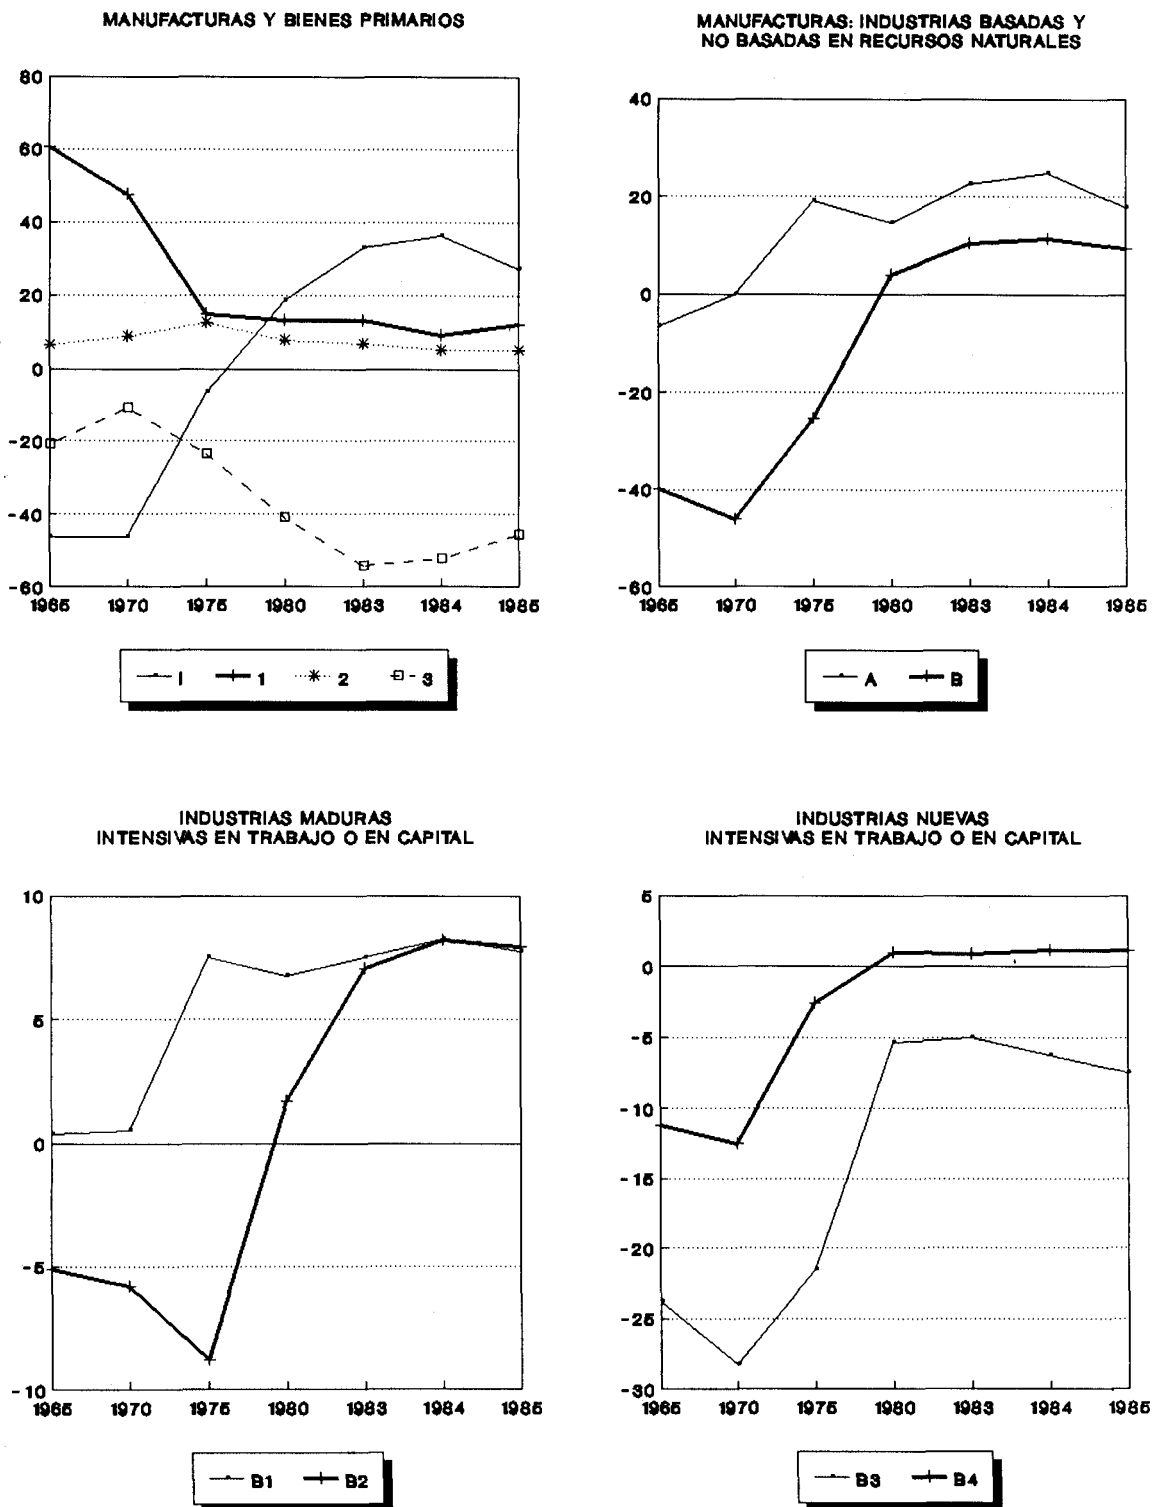 MANUFACTURAS Y BIENES PRIMARIOS
80
60
40
20
0
-20
-40
-60
1965 1970 1975 1980 1983 1984 1985
I 1 2 3
MANUFACTURAS: INDUSTRIAS BASADAS Y
NO BASADAS EN RECURSOS NATURALES
40
20
0
-20
-40
-60
1965 1970 1975 1980 1983 1984 1985
A B
INDUSTRIAS MADURAS
INTENSIVAS EN TRABAJO O EN CAPITAL
10
5
0
-5
-10
1965 1970 1975 1980 1983 1984 1985
B1 B2
INDUSTRIAS NUEVAS
INTENSIVAS EN TRABAJO O EN CAPITAL
5
0
-5
-10
-15
-20
-25
-30
1965 1970 1975 1980 1983 1984 1985
B3 B4